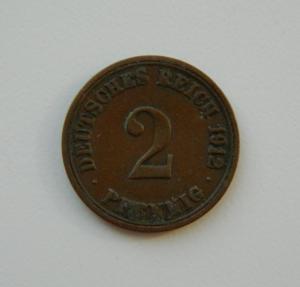 DEUTSCHES REICH 1912
2
PFENNIG